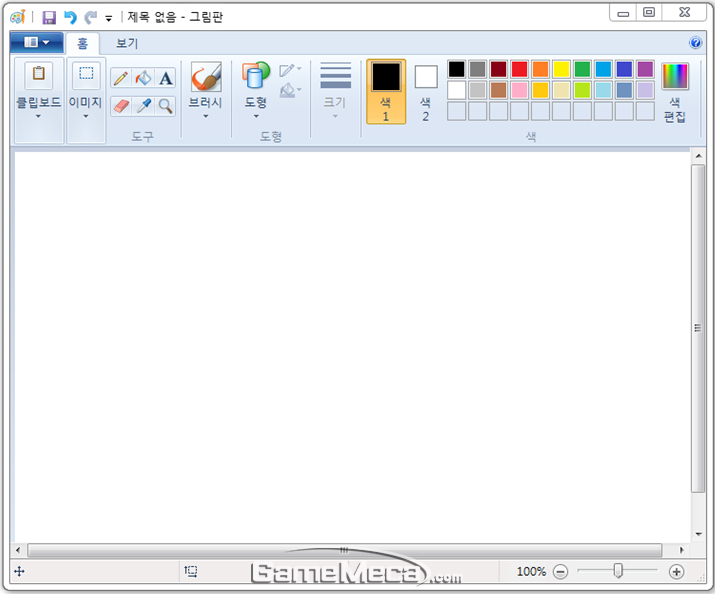 제목 없음 - 그림판
홈 보기
클립보드
이미지
A
도구
브러시
도형
도형
크기
색
1
색
2
색
편집
색
GameMeca.com
100%